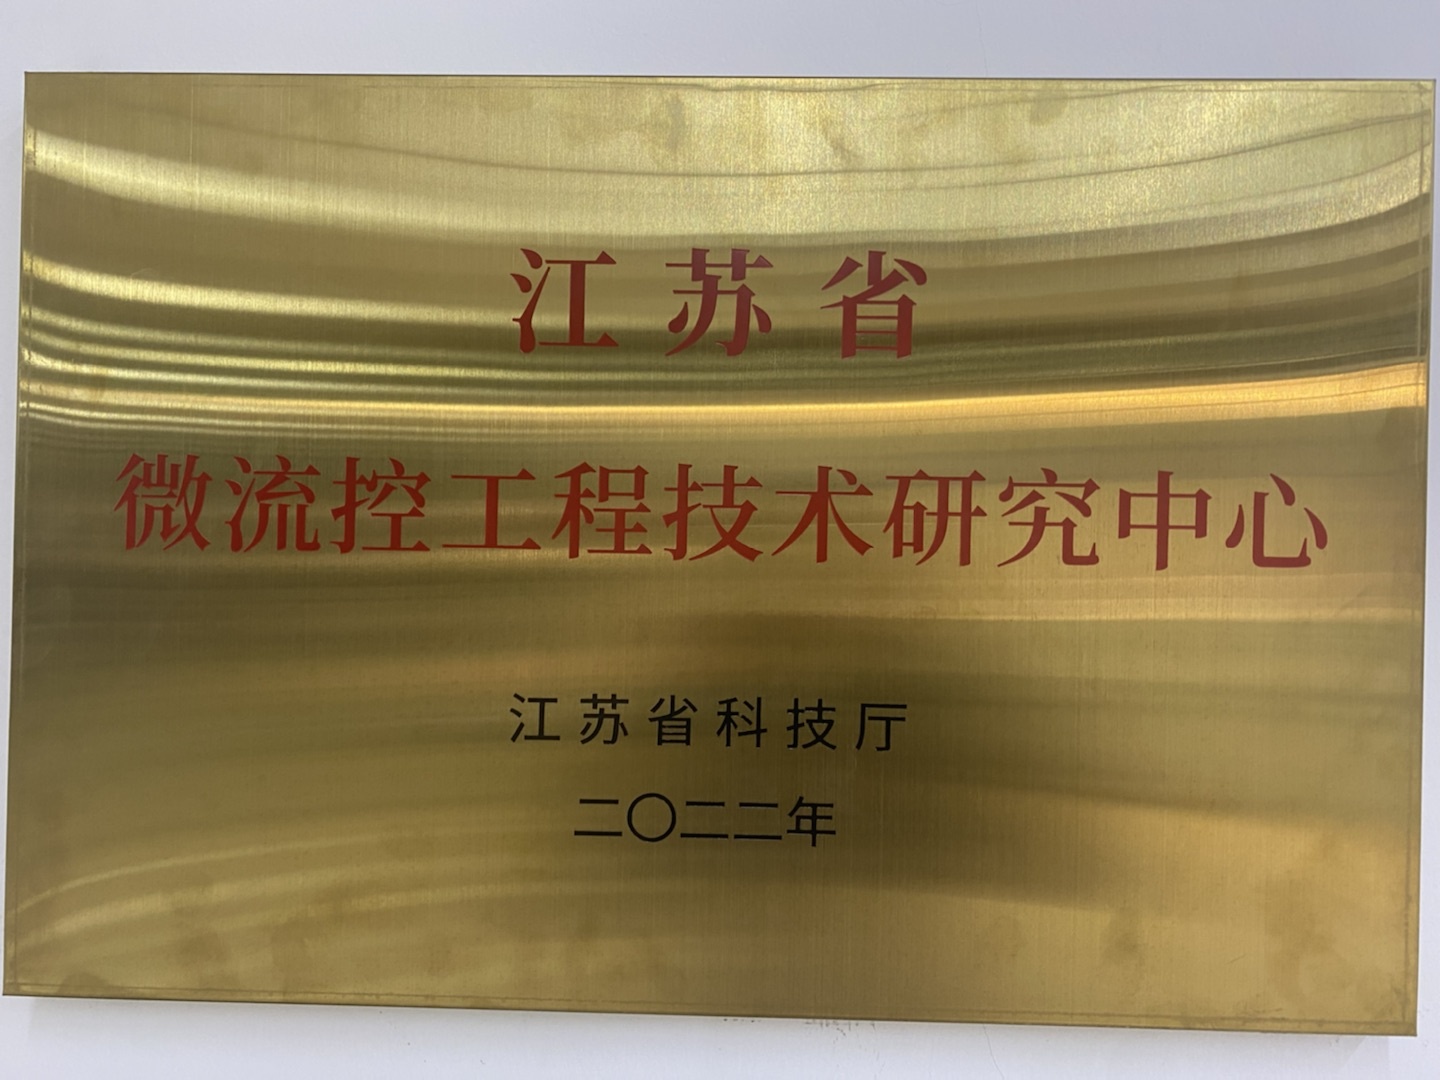 江苏省
微流控工程技术研究中心
江苏省科技厅
二〇二二年